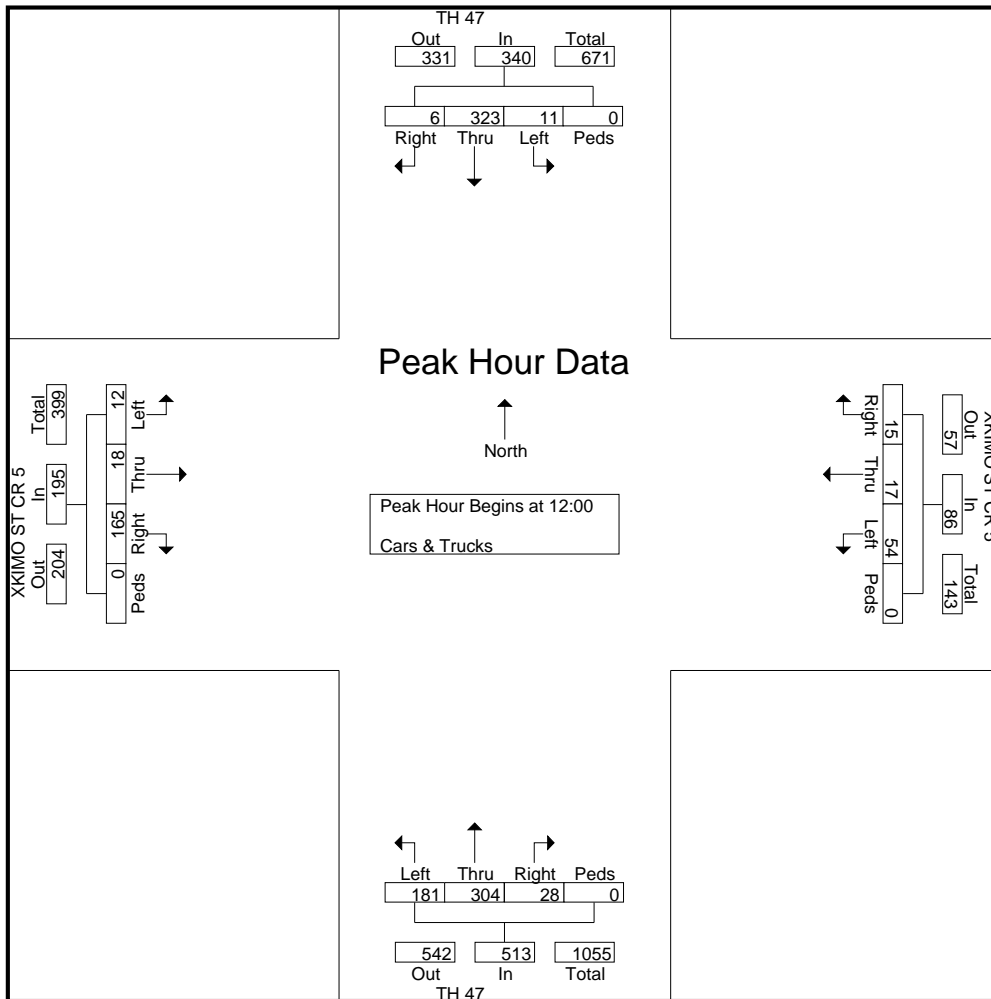 TH 47
Out In Total
331 340 671
6 323 11 0
Right Thru Left Peds
Peak Hour Data
North
Peak Hour Begins at 12:00
Cars & Trucks
XKIMO ST CR 5
Total In Out
399 195 204
12 18 165 0
Left Thru Right Peds
XKIMO ST CR 5
Out In Total
57 86 143
15 17 54 0
Right Thru Left Peds
Left Thru Right Peds
181 304 28 0
542 513 1055
Out In Total
TH 47